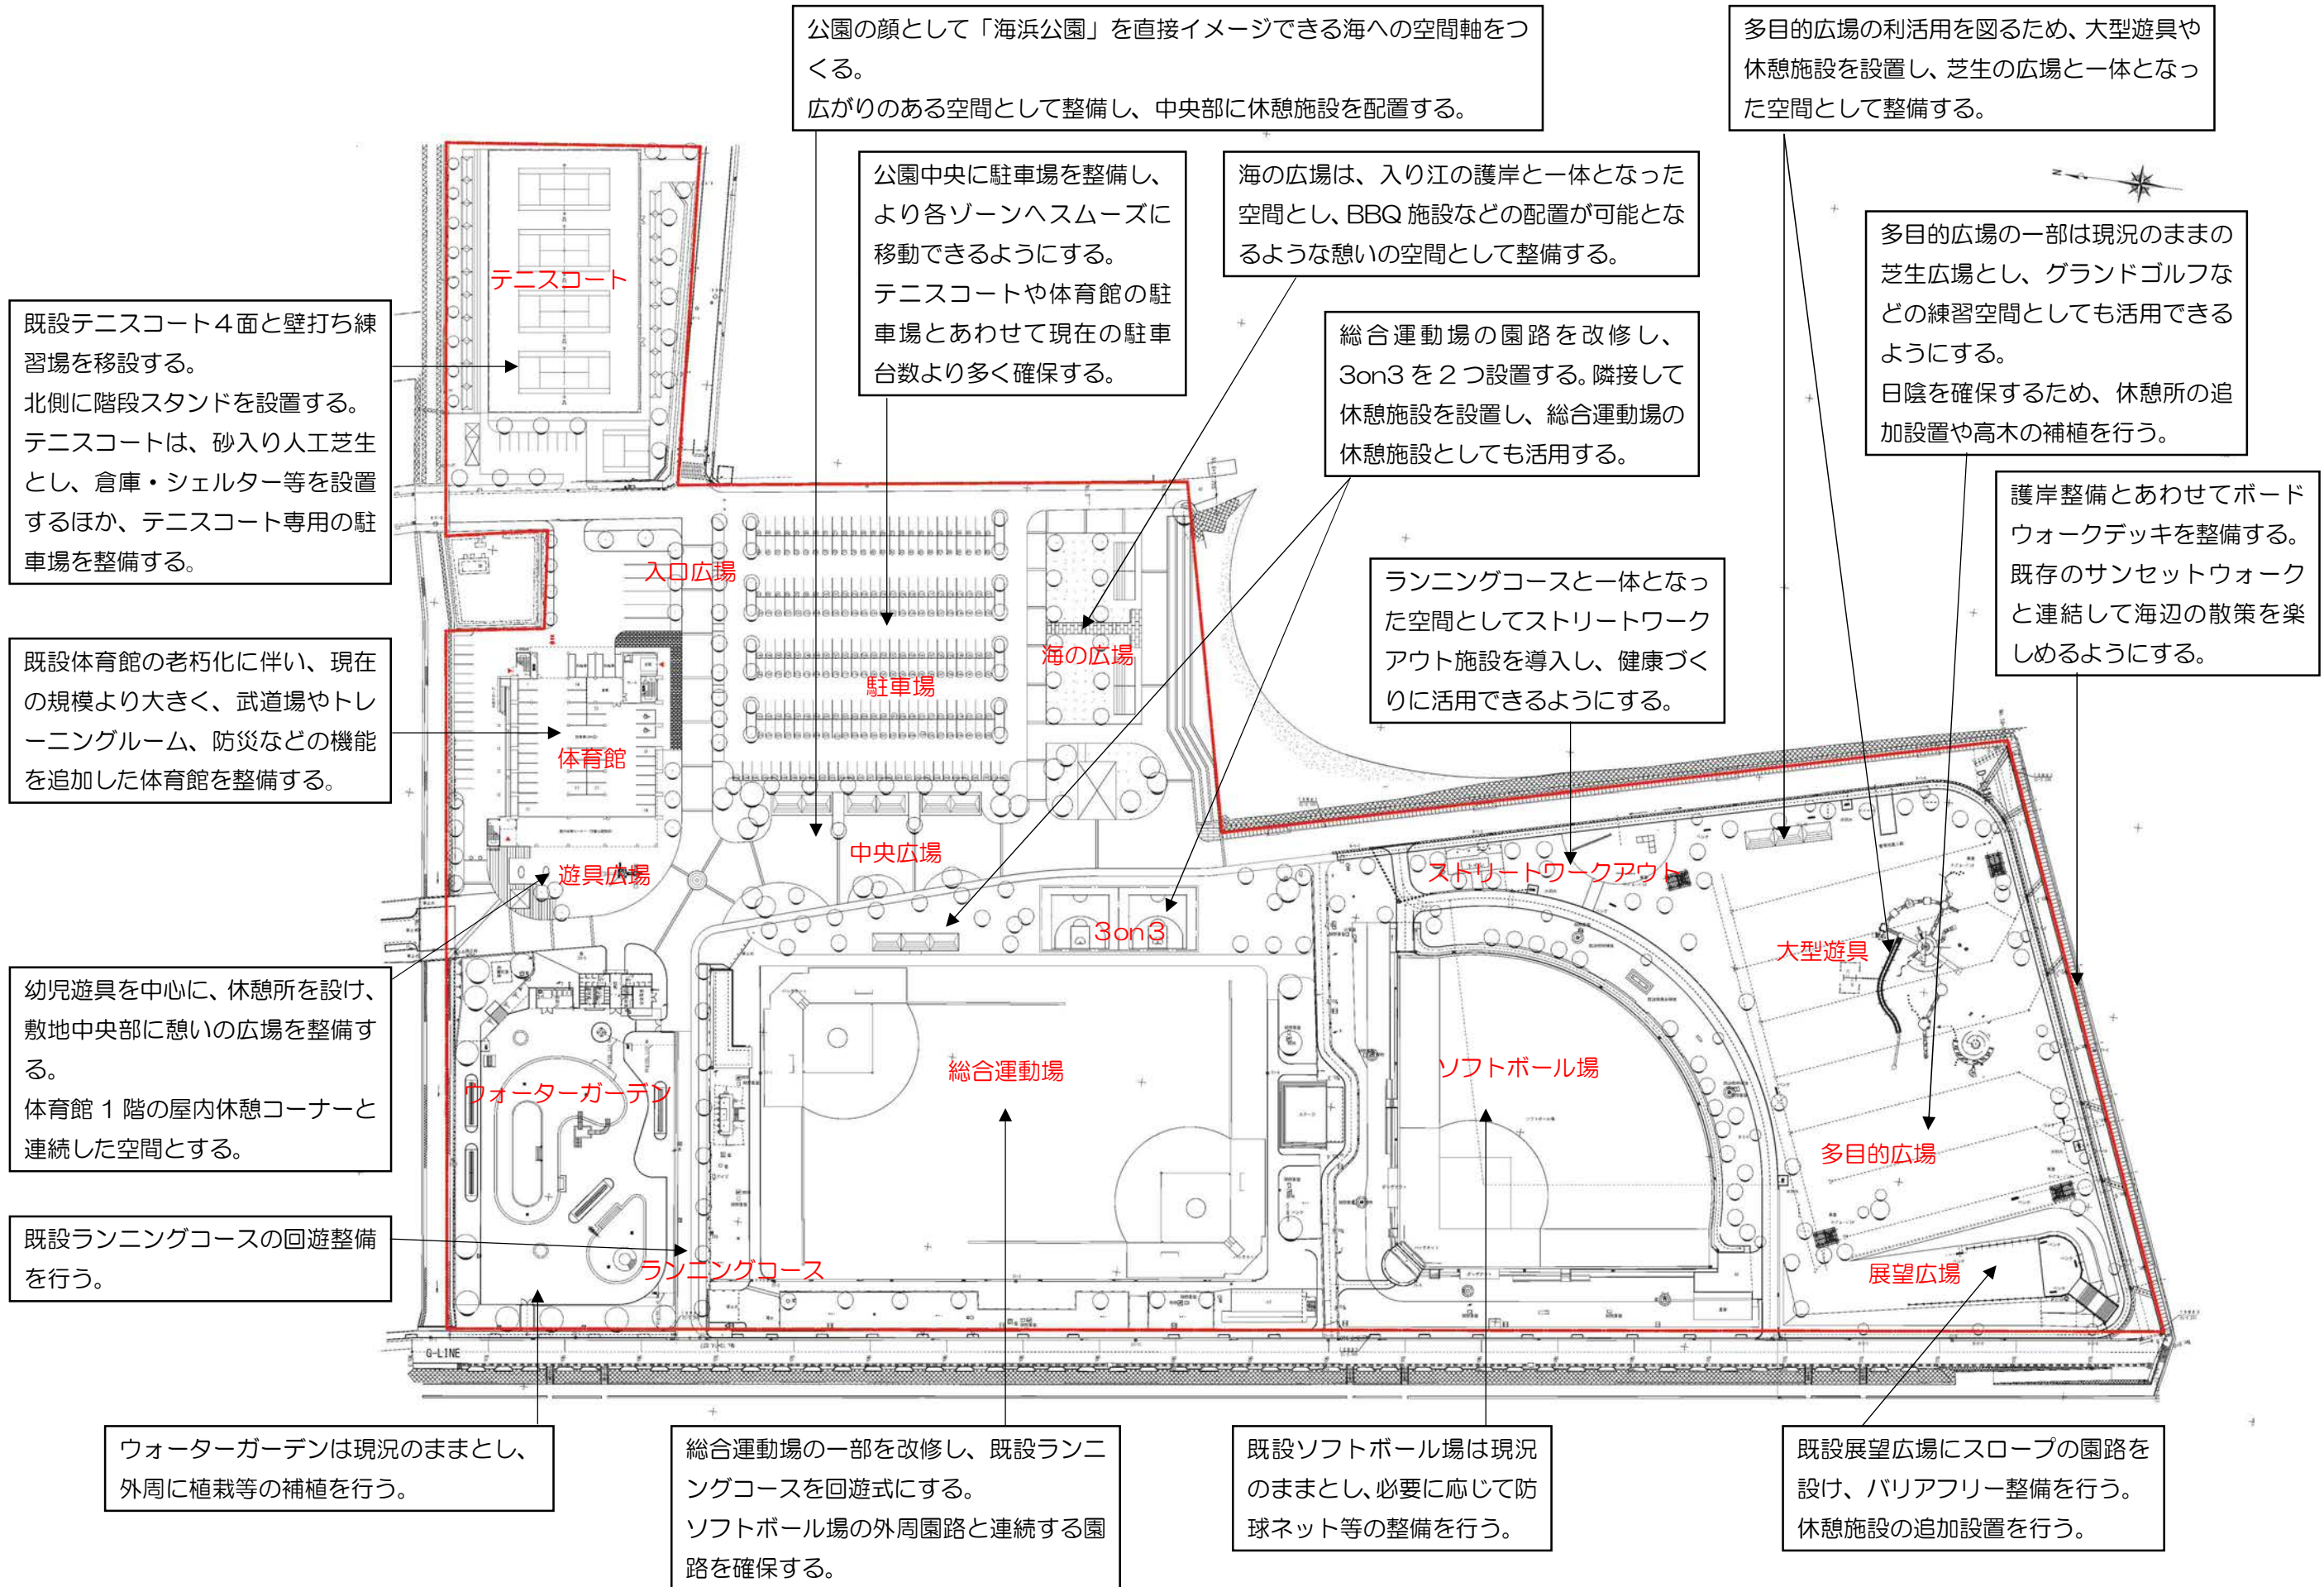 公園の顔として「海浜公園」を直接イメージできる海への空間軸をつ
くる。
広がりのある空間として整備し、中央部に休憩施設を配置する。
多目的広場の利活用を図るため、大型遊具や
休憩施設を設置し、芝生の広場と一体となっ
た空間として整備する。
公園中央に駐車場を整備し、
より各ゾーンへスムーズに
移動できるようにする。
テニスコートや体育館の駐
車場とあわせて現在の駐車
台数より多く確保する。
海の広場は、入り江の護岸と一体となった
空間とし、BBQ 施設などの配置が可能とな
るような憩いの空間として整備する。
N
多目的広場の一部は現況のままの
芝生広場とし、グランドゴルフな
どの練習空間としても活用できる
ようにする。
日陰を確保するため、休憩所の追
加設置や高木の補植を行う。
既設テニスコート４面と壁打ち練
習場を移設する。
北側に階段スタンドを設置する。
テニスコートは、砂入り人工芝生
とし、倉庫・シェルター等を設置
するほか、テニスコート専用の駐
車場を整備する。
テニスコート
総合運動場の園路を改修し、
3on3 を２つ設置する。隣接して
休憩施設を設置し、総合運動場の
休憩施設としても活用する。
護岸整備とあわせてボード
ウォークデッキを整備する。
既存のサンセットウォーク
と連結して海辺の散策を楽
しめるようにする。
入口広場
ランニングコースと一体となっ
た空間としてストリートワーク
アウト施設を導入し、健康づく
りに活用できるようにする。
既設体育館の老朽化に伴い、現在
の規模より大きく、武道場やトレ
ーニングルーム、防災などの機能
を追加した体育館を整備する。
海の広場
駐車場
体育館
中央広場
遊具広場
ストリートワークアウト
3on3
大型遊具
幼児遊具を中心に、休憩所を設け、
敷地中央部に憩いの広場を整備す
る。
体育館 1 階の屋内休憩コーナーと
連続した空間とする。
ウォーターガーデン
総合運動場
ソフトボール場
多目的広場
既設ランニングコースの回遊整備
を行う。
ランニングコース
展望広場
G-LINE
ウォーターガーデンは現況のままとし、
外周に植栽等の補植を行う。
総合運動場の一部を改修し、既設ランニ
ングコースを回遊式にする。
ソフトボール場の外周園路と連続する園
路を確保する。
既設ソフトボール場は現況
のままとし、必要に応じて防
球ネット等の整備を行う。
既設展望広場にスロープの園路を
設け、バリアフリー整備を行う。
休憩施設の追加設置を行う。